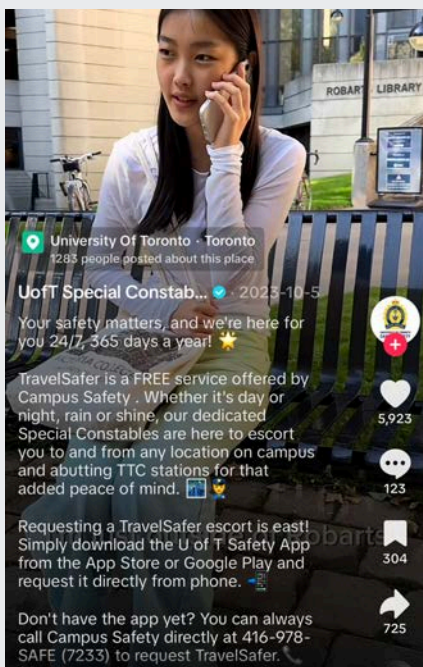 ROBARTS LIBRARY
University Of Toronto · Toronto
1283 people posted about this place
UofT Special Constab... · 2023-10-5
Your safety matters, and we're here for
you 24/7, 365 days a year! 🌟
TravelSafer is a FREE service offered by
Campus Safety . Whether it's day or
night, rain or shine, our dedicated
Special Constables are here to escort
you to and from any location on campus
and abutting TTC stations for that
added peace of mind. 🌃👮
Requesting a TravelSafer escort is east!
Simply download the U of T Safety App
from the App Store or Google Play and
request it directly from phone. 📲
Don't have the app yet? You can always
call Campus Safety directly at 416-978-
SAFE (7233) to request TravelSafer. 📞
5,923
123
304
725
Robarts